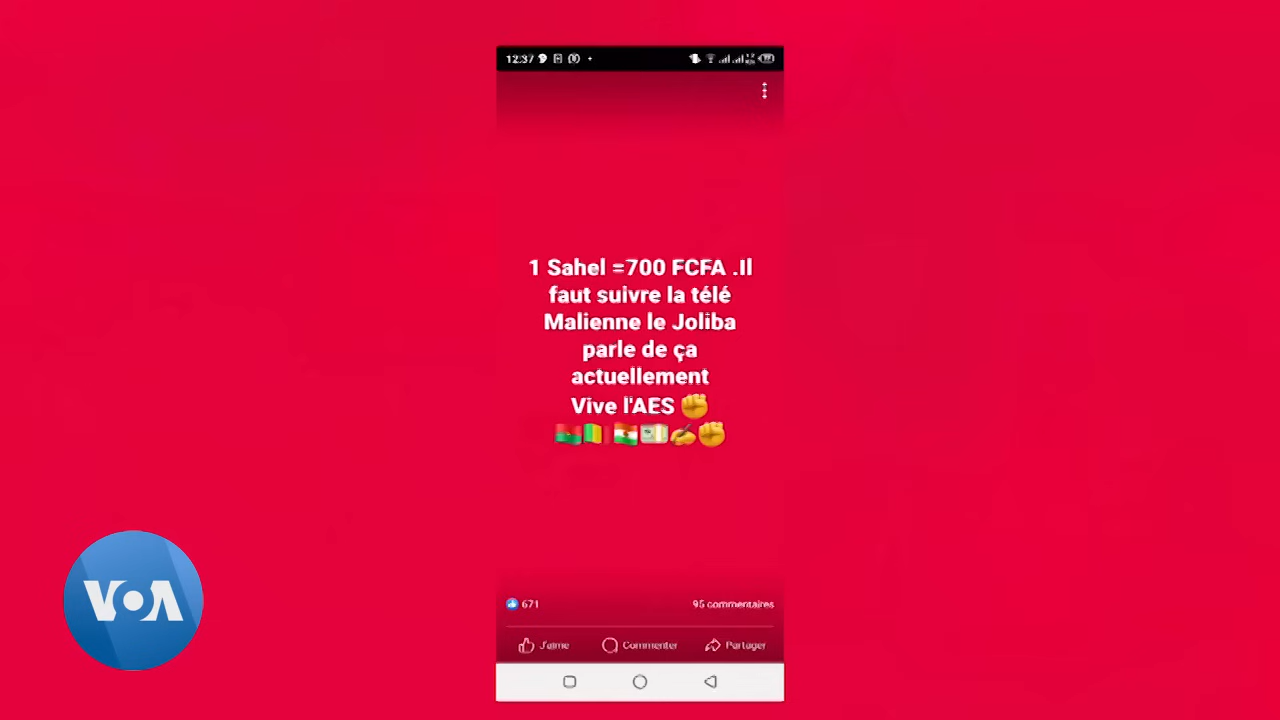 12:37
1 Sahel =700 FCFA .Il
faut suivre la télé
Malienne le Joliba
parle de ça
actuellement
Vive l'AES ✊
🇧🇫🇲🇱🇳🇪💵✍✊
671 95 commentaires
J'aime Commenter Partager
VOA